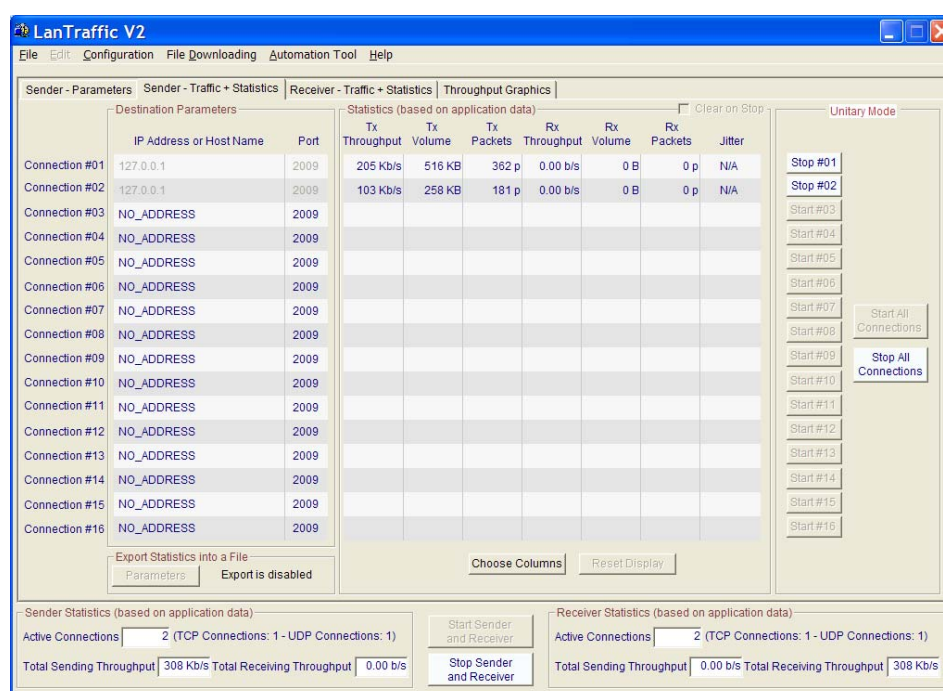 LanTraffic V2
File Edit Configuration File Downloading Automation Tool Help
Sender - Parameters Sender - Traffic + Statistics Receiver - Traffic + Statistics Throughput Graphics
Destination Parameters Statistics (based on application data) Clear on Stop Unitary Mode
IP Address or Host Name Port Tx Throughput Tx Volume Tx Packets Rx Throughput Rx Volume Rx Packets Jitter
Connection #01 127.0.0.1 2009 205 Kb/s 516 KB 362 p 0.00 b/s 0 B 0 p N/A Stop #01
Connection #02 127.0.0.1 2009 103 Kb/s 258 KB 181 p 0.00 b/s 0 B 0 p N/A Stop #02
Connection #03 NO_ADDRESS 2009 Start #03
Connection #04 NO_ADDRESS 2009 Start #04
Connection #05 NO_ADDRESS 2009 Start #05
Connection #06 NO_ADDRESS 2009 Start #06
Connection #07 NO_ADDRESS 2009 Start #07
Connection #08 NO_ADDRESS 2009 Start #08
Connection #09 NO_ADDRESS 2009 Start #09
Connection #10 NO_ADDRESS 2009 Start #10
Connection #11 NO_ADDRESS 2009 Start #11
Connection #12 NO_ADDRESS 2009 Start #12
Connection #13 NO_ADDRESS 2009 Start #13
Connection #14 NO_ADDRESS 2009 Start #14
Connection #15 NO_ADDRESS 2009 Start #15
Connection #16 NO_ADDRESS 2009 Start #16
Start All
Connections
Stop All
Connections
Export Statistics into a File
Parameters Export is disabled Choose Columns Reset Display
Sender Statistics (based on application data)
Active Connections 2 (TCP Connections: 1 - UDP Connections: 1)
Total Sending Throughput 308 Kb/s Total Receiving Throughput 0.00 b/s
Start Sender
and Receiver
Stop Sender
and Receiver
Receiver Statistics (based on application data)
Active Connections 2 (TCP Connections: 1 - UDP Connections: 1)
Total Sending Throughput 0.00 b/s Total Receiving Throughput 308 Kb/s